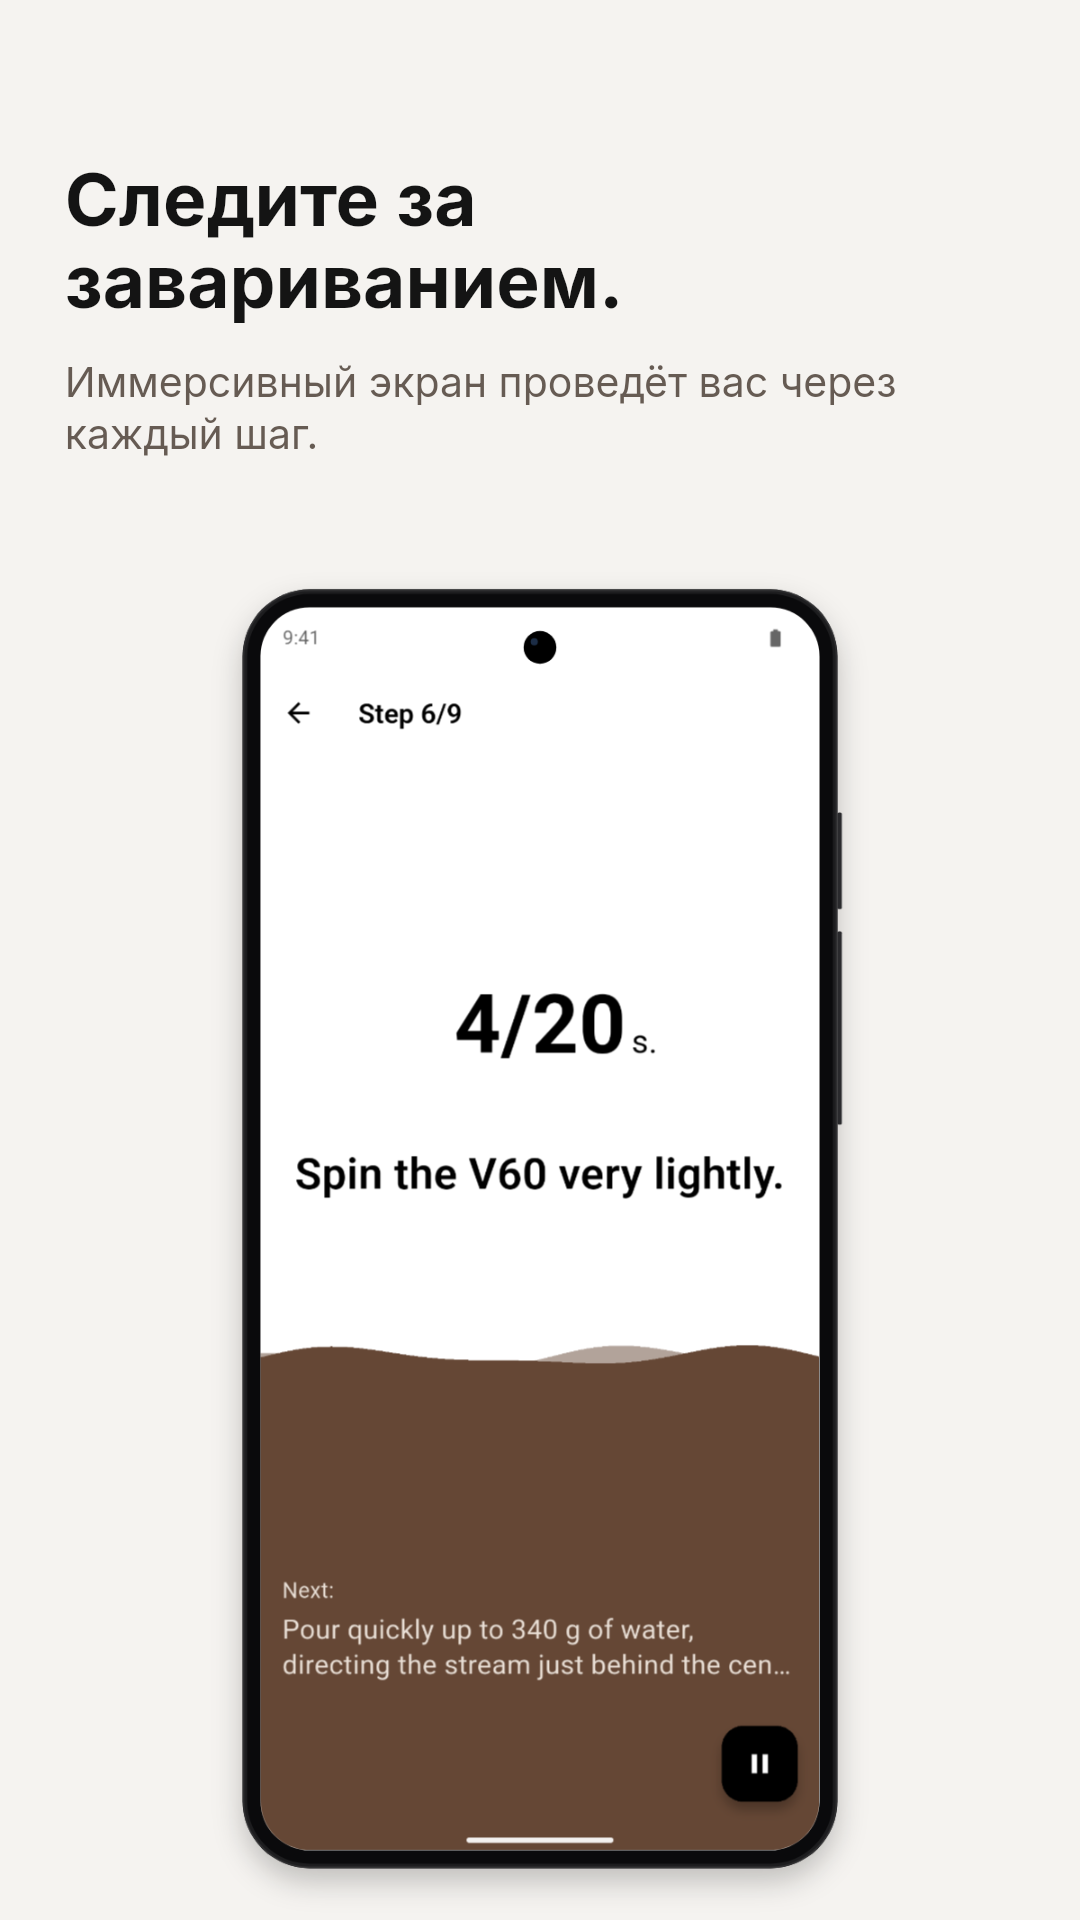 Следите за
завариванием.
Иммерсивный экран проведёт вас через
каждый шаг.
9:41
Step 6/9
4/20 s.
Spin the V60 very lightly.
Next:
Pour quickly up to 340 g of water,
directing the stream just behind the cen…